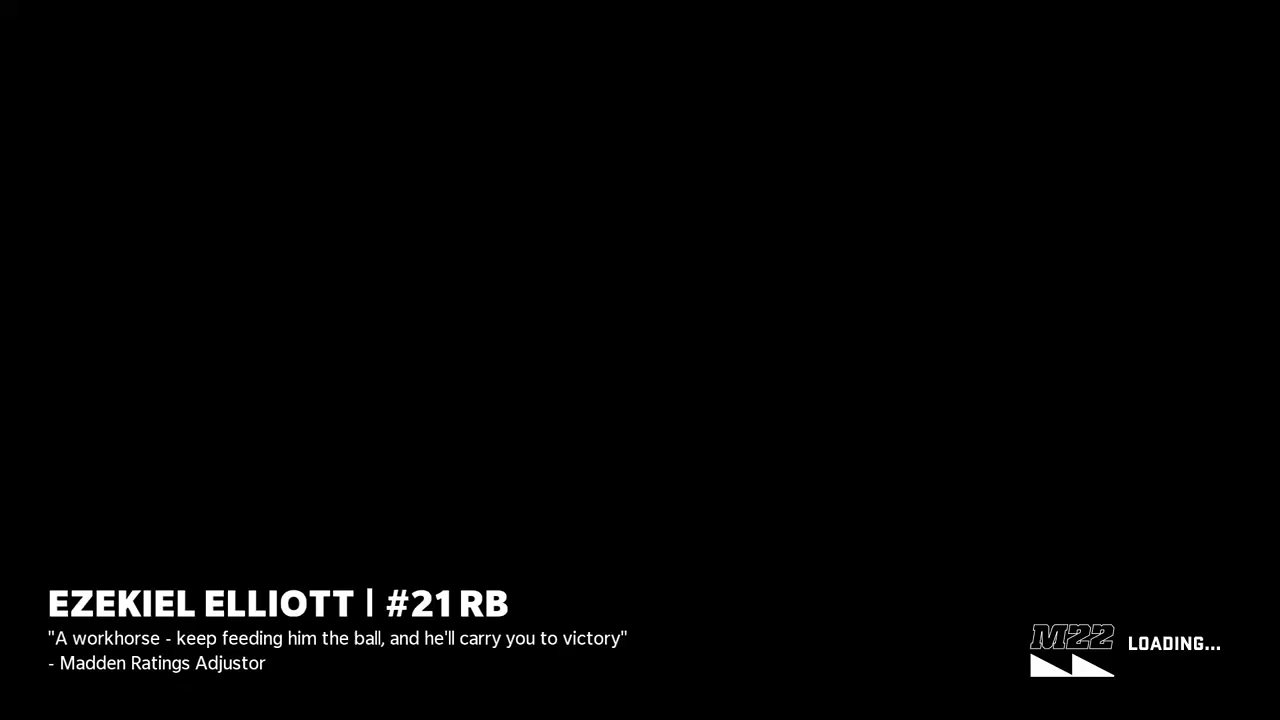 EZEKIEL ELLIOTT | #21 RB
"A workhorse - keep feeding him the ball, and he'll carry you to victory"
- Madden Ratings Adjustor
M22
LOADING...